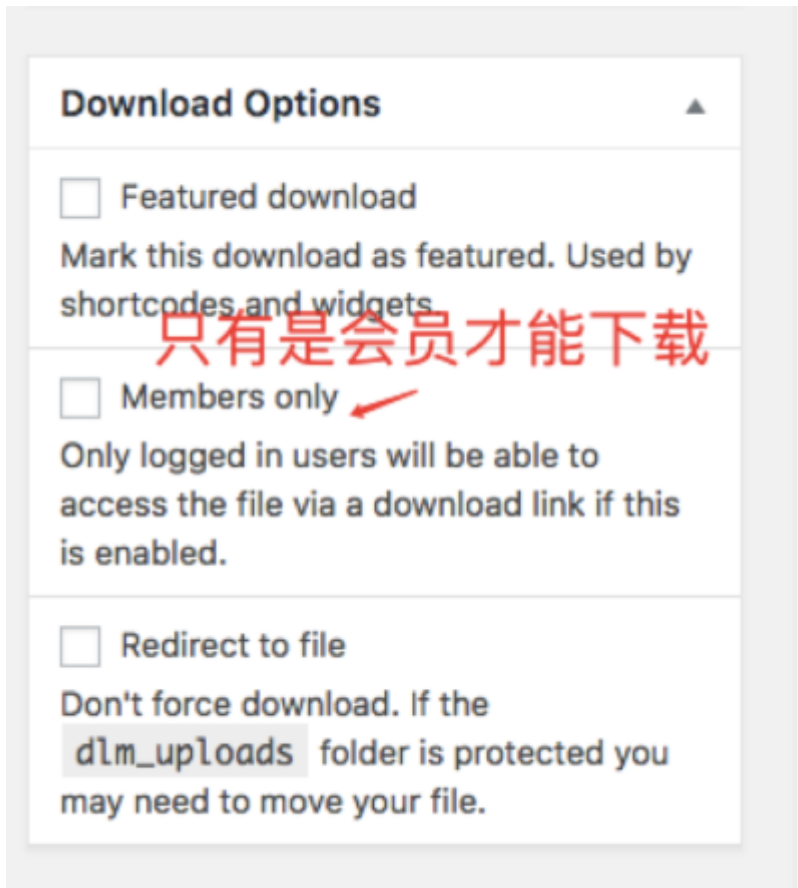 Download Options
Featured download
Mark this download as featured. Used by
shortcodes and widgets.
只有是会员才能下载
Members only
Only logged in users will be able to
access the file via a download link if this
is enabled.
Redirect to file
Don't force download. If the
dlm_uploads folder is protected you
may need to move your file.